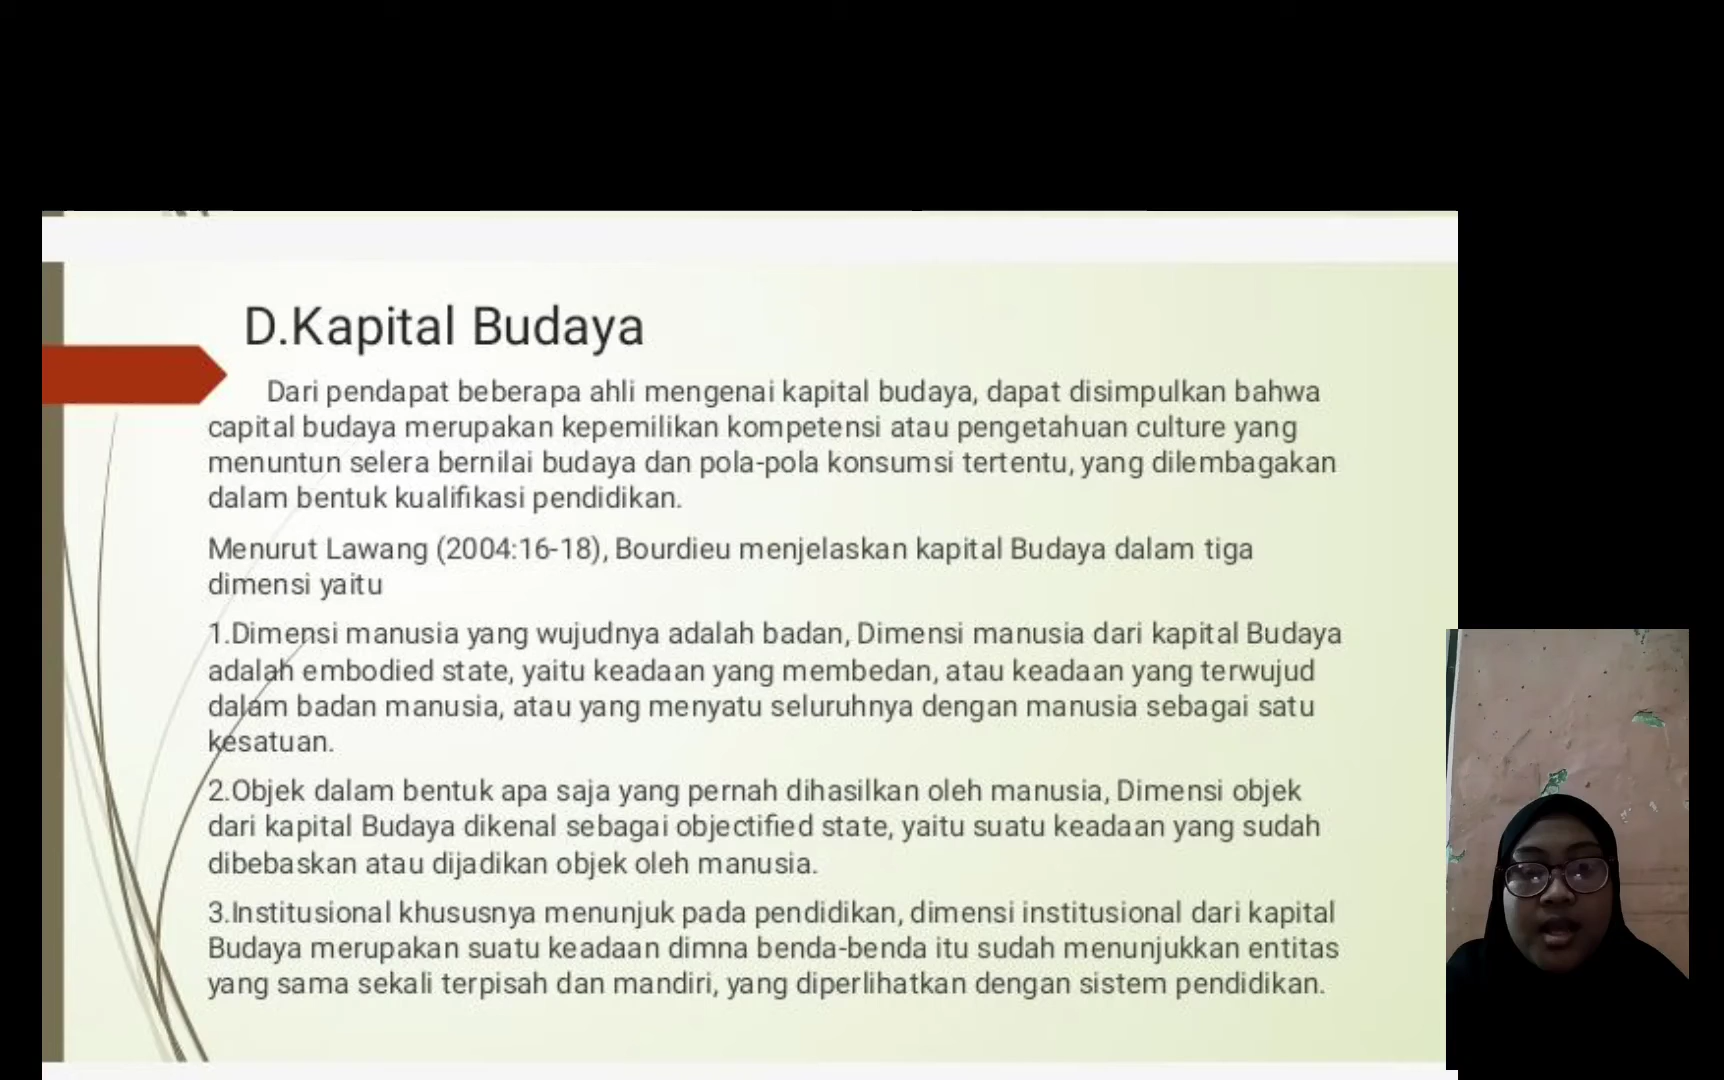 D.Kapital Budaya
Dari pendapat beberapa ahli mengenai kapital budaya, dapat disimpulkan bahwa
capital budaya merupakan kepemilikan kompetensi atau pengetahuan culture yang
menuntun selera bernilai budaya dan pola-pola konsumsi tertentu, yang dilembagakan
dalam bentuk kualifikasi pendidikan.
Menurut Lawang (2004:16-18), Bourdieu menjelaskan kapital Budaya dalam tiga
dimensi yaitu
1.Dimensi manusia yang wujudnya adalah badan, Dimensi manusia dari kapital Budaya
adalah embodied state, yaitu keadaan yang membedan, atau keadaan yang terwujud
dalam badan manusia, atau yang menyatu seluruhnya dengan manusia sebagai satu
kesatuan.
2.Objek dalam bentuk apa saja yang pernah dihasilkan oleh manusia, Dimensi objek
dari kapital Budaya dikenal sebagai objectified state, yaitu suatu keadaan yang sudah
dibebaskan atau dijadikan objek oleh manusia.
3.Institusional khususnya menunjuk pada pendidikan, dimensi institusional dari kapital
Budaya merupakan suatu keadaan dimna benda-benda itu sudah menunjukkan entitas
yang sama sekali terpisah dan mandiri, yang diperlihatkan dengan sistem pendidikan.